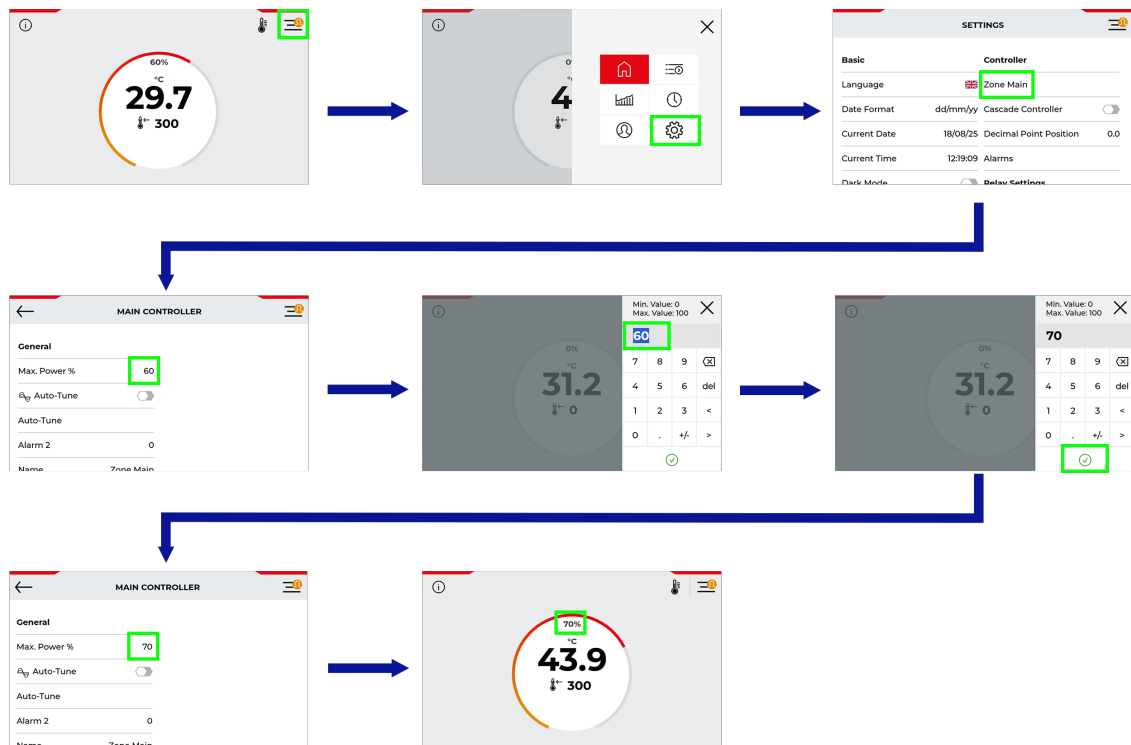 60%
°C
29.7
300
0
4
SETTINGS
Basic
Controller
Language
Zone Main
Date Format dd/mm/yy
Cascade Controller
Current Date 18/08/25
Decimal Point Position 0.0
Current Time 12:19:09
Alarms
Dark Mode
Relay Settings
MAIN CONTROLLER
General
Max. Power % 60
Auto-Tune
Auto-Tune
Alarm 2 0
Name Zone Main
0%
°C
31.2
0
Min. Value: 0
Max. Value: 100
60
7 8 9
4 5 6 del
1 2 3 <
0 . +/- >
0%
°C
31.2
0
Min. Value: 0
Max. Value: 100
70
7 8 9
4 5 6 del
1 2 3 <
0 . +/- >
MAIN CONTROLLER
General
Max. Power % 70
Auto-Tune
Auto-Tune
Alarm 2 0
Name Zone Main
70%
°C
43.9
300